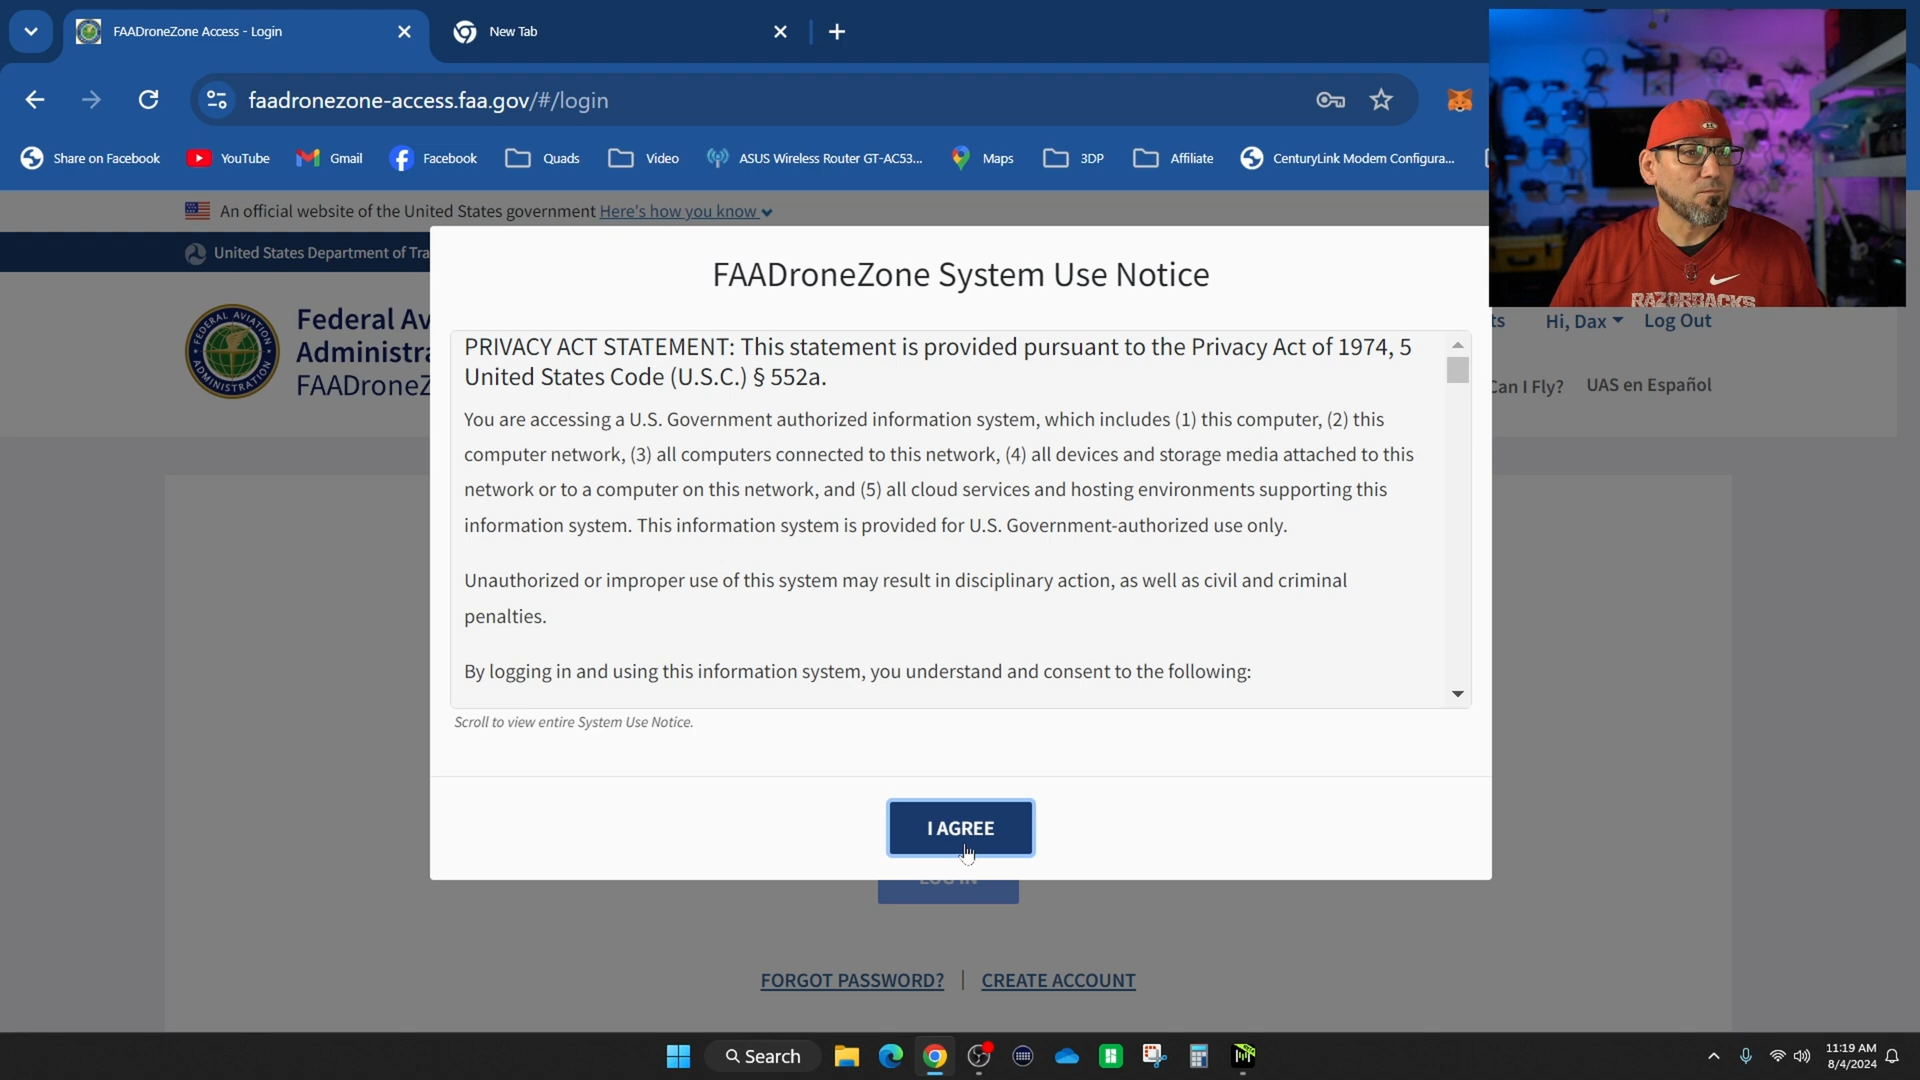 FAADroneZone Access - Login
New Tab
faadronezone-access.faa.gov/#/login
Share on Facebook
YouTube
Gmail
Facebook
Quads
Video
ASUS Wireless Router GT-AC53...
Maps
3DP
Affiliate
CenturyLink Modem Configura...
An official website of the United States government Here's how you know
United States Department of Tra
FEDERAL AVIATION
ADMINISTRATION
Federal Av
Administra
FAADroneZ
ts
Hi, Dax
Log Out
Can I Fly?
UAS en Español
RAZORBACKS
FAADroneZone System Use Notice
PRIVACY ACT STATEMENT: This statement is provided pursuant to the Privacy Act of 1974, 5
United States Code (U.S.C.) § 552a.
You are accessing a U.S. Government authorized information system, which includes (1) this computer, (2) this
computer network, (3) all computers connected to this network, (4) all devices and storage media attached to this
network or to a computer on this network, and (5) all cloud services and hosting environments supporting this
information system. This information system is provided for U.S. Government-authorized use only.
Unauthorized or improper use of this system may result in disciplinary action, as well as civil and criminal
penalties.
By logging in and using this information system, you understand and consent to the following:
Scroll to view entire System Use Notice.
I AGREE
LOG IN
FORGOT PASSWORD? | CREATE ACCOUNT
Search
11:19 AM
8/4/2024